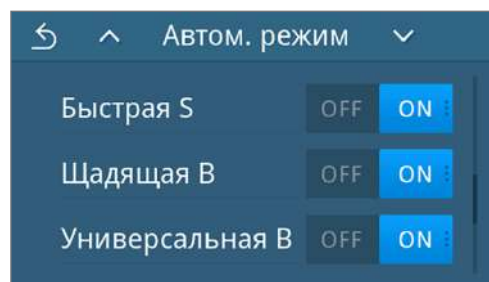 Автом. режим
Быстрая S OFF ON
Щадящая B OFF ON
Универсальная B OFF ON